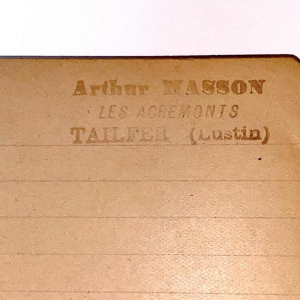 Arthur MASSON
LES AGREMONTS
TAILFER (Lustin)